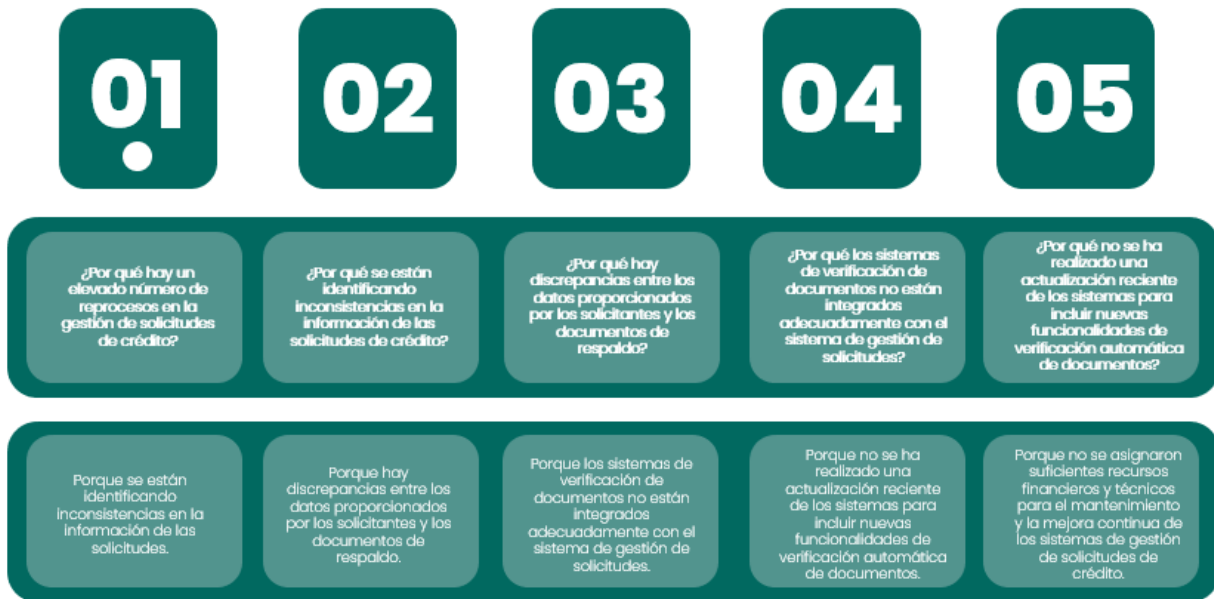 01
02
03
04
05
¿Por qué hay un
elevado número de
reprocesos en la
gestión de solicitudes
de crédito?
¿Por qué se están
identificando
inconsistencias en la
información de las
solicitudes de crédito?
¿Por qué hay
discrepancias entre los
datos proporcionados
por los solicitantes y los
documentos de
respaldo?
¿Por qué los sistemas
de verificación de
documentos no están
integrados
adecuadamente con el
sistema de gestión de
solicitudes?
¿Por qué no se ha
realizado una
actualización reciente
de los sistemas para
incluir nuevas
funcionalidades de
verificación automática
de documentos?
Porque se están
identificando
inconsistencias en la
información de las
solicitudes.
Porque hay
discrepancias entre los
datos proporcionados
por los solicitantes y los
documentos de
respaldo.
Porque los sistemas de
verificación de
documentos no están
integrados
adecuadamente con el
sistema de gestión de
solicitudes.
Porque no se ha
realizado una
actualización reciente
de los sistemas para
incluir nuevas
funcionalidades de
verificación automática
de documentos.
Porque no se asignaron
suficientes recursos
financieros y técnicos
para el mantenimiento
y la mejora continua de
los sistemas de gestión
de solicitudes de
crédito.